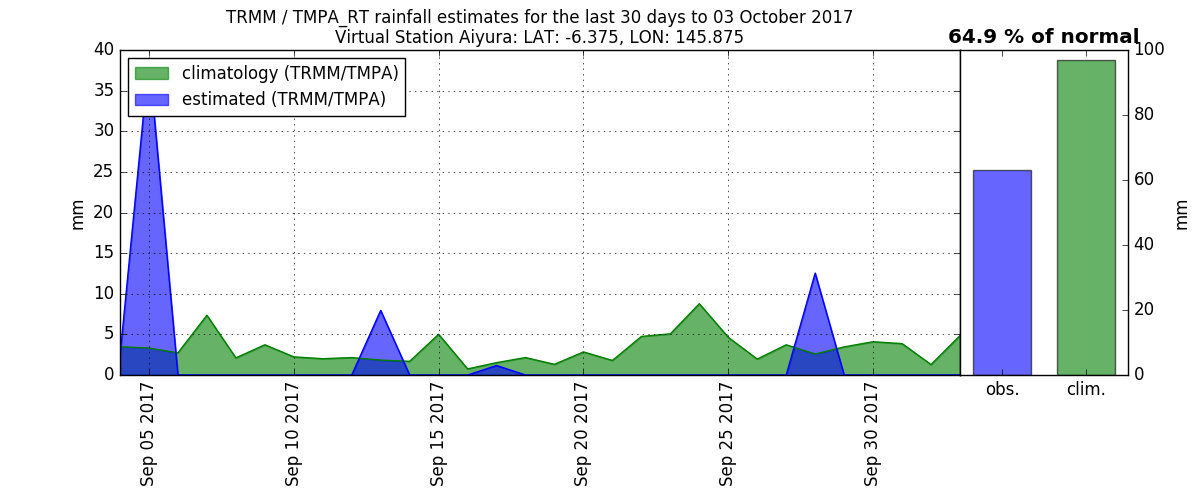 TRMM / TMPA_RT rainfall estimates for the last 30 days to 03 October 2017
Virtual Station Aiyura: LAT: -6.375, LON: 145.875
64.9 % of normal
climatology (TRMM/TMPA)
estimated (TRMM/TMPA)
40
35
30
25
20
15
10
5
0
mm
Sep 05 2017
Sep 10 2017
Sep 15 2017
Sep 20 2017
Sep 25 2017
Sep 30 2017
obs.
clim.
100
80
60
40
20
0
mm